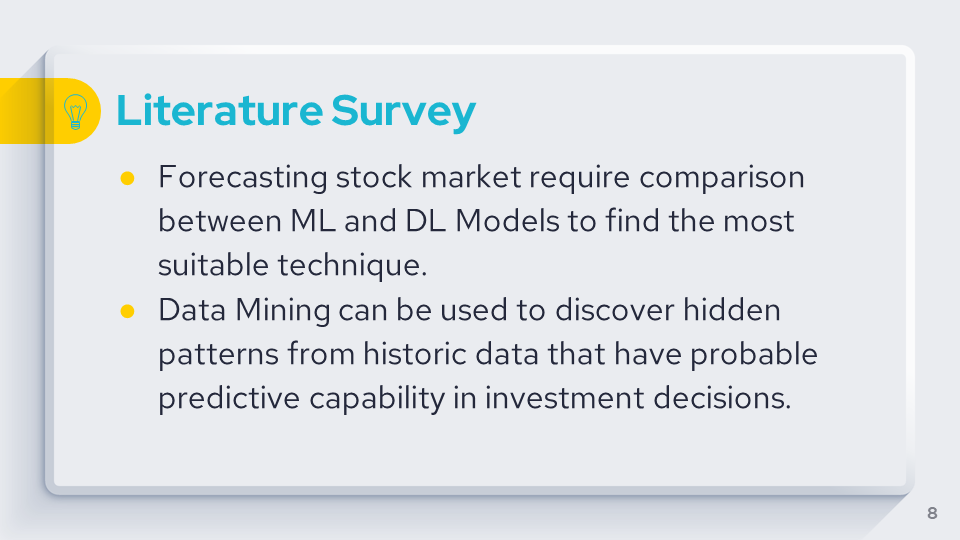 Literature Survey
● Forecasting stock market require comparison
between ML and DL Models to find the most
suitable technique.
● Data Mining can be used to discover hidden
patterns from historic data that have probable
predictive capability in investment decisions.
8